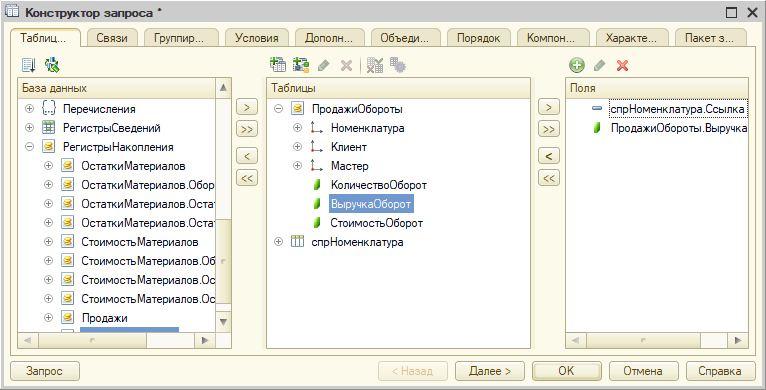 Конструктор запроса *
Таблиц...
Связи
Группир...
Условия
Дополн...
Объеди...
Порядок
Компон...
Характе...
Пакет з...
База данных
Перечисления
РегистрыСведений
РегистрыНакопления
ОстаткиМатериалов
ОстаткиМатериалов.Обор
ОстаткиМатериалов.Оста
ОстаткиМатериалов.Оста
СтоимостьМатериалов
СтоимостьМатериалов.Об
СтоимостьМатериалов.Ос
СтоимостьМатериалов.Ос
Продажи
>
>>
<
<<
Таблицы
ПродажиОбороты
Номенклатура
Клиент
Мастер
КоличествоОборот
ВыручкаОборот
СтоимостьОборот
спрНоменклатура
>
>>
<
<<
Поля
спрНоменклатура.Ссылка
ПродажиОбороты.Выручка
Запрос
< Назад
Далее >
OK
Отмена
Справка